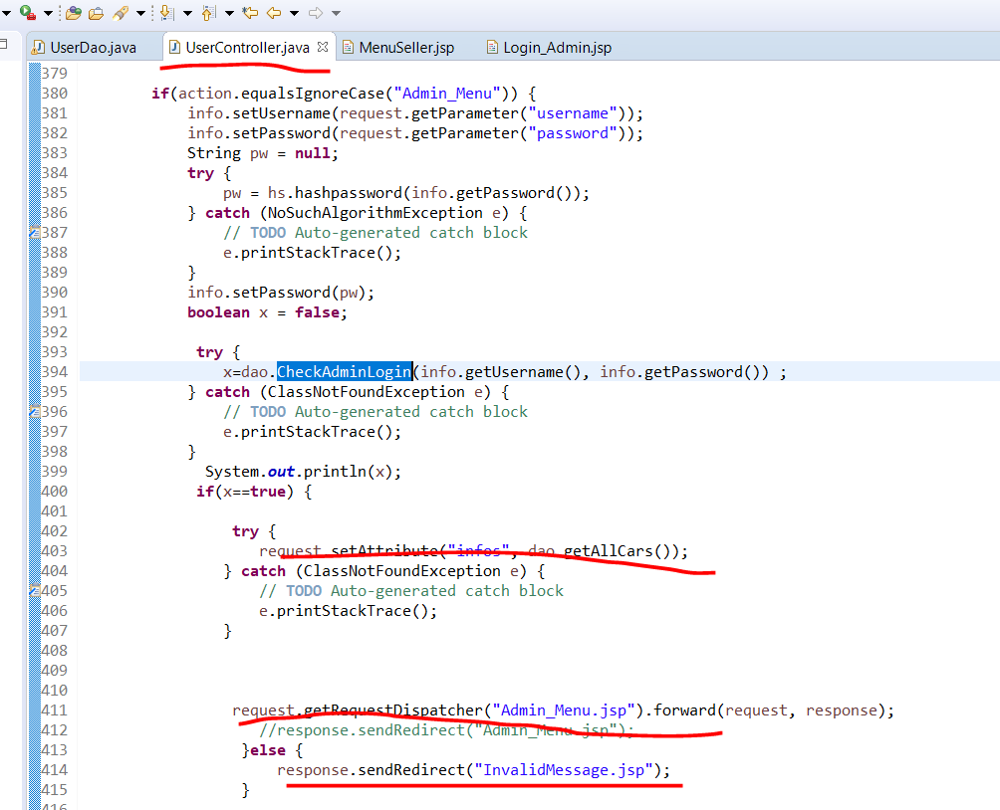 UserDao.java UserController.java MenuSeller.jsp Login_Admin.jsp
379
380 if(action.equalsIgnoreCase("Admin_Menu")) {
381 info.setUsername(request.getParameter("username"));
382 info.setPassword(request.getParameter("password"));
383 String pw = null;
384 try {
385 pw = hs.hashpassword(info.getPassword());
386 } catch (NoSuchAlgorithmException e) {
387 // TODO Auto-generated catch block
388 e.printStackTrace();
389 }
390 info.setPassword(pw);
391 boolean x = false;
392
393 try {
394 x=dao.CheckAdminLogin(info.getUsername(), info.getPassword()) ;
395 } catch (ClassNotFoundException e) {
396 // TODO Auto-generated catch block
397 e.printStackTrace();
398 }
399 System.out.println(x);
400 if(x==true) {
401
402 try {
403 request.setAttribute("infos", dao.getAllCars());
404 } catch (ClassNotFoundException e) {
405 // TODO Auto-generated catch block
406 e.printStackTrace();
407 }
408
409
410
411 request.getRequestDispatcher("Admin_Menu.jsp").forward(request, response);
412 //response.sendRedirect("Admin_Menu.jsp");
413 }else {
414 response.sendRedirect("InvalidMessage.jsp");
415 }
416